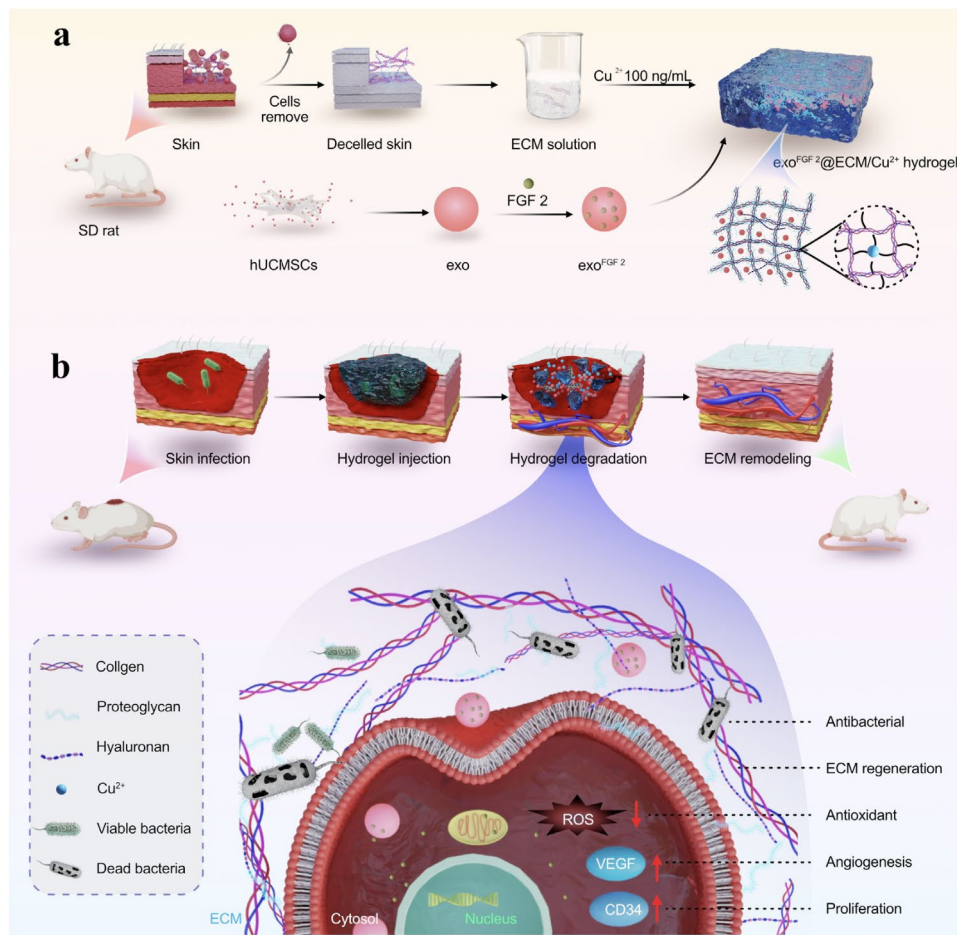 a
Cells
remove
Cu²⁺ 100 ng/mL
Skin
Decelled skin
ECM solution
exoFGF 2@ECM/Cu²⁺ hydrogel
SD rat
FGF 2
hUCMSCs
exo
exoFGF 2
b
Skin infection
Hydrogel injection
Hydrogel degradation
ECM remodeling
Collgen
Proteoglycan
Hyaluronan
Cu²⁺
Viable bacteria
Dead bacteria
Antibacterial
ECM regeneration
ROS
Antioxidant
VEGF
Angiogenesis
CD34
Proliferation
ECM
Cytosol
Nucleus